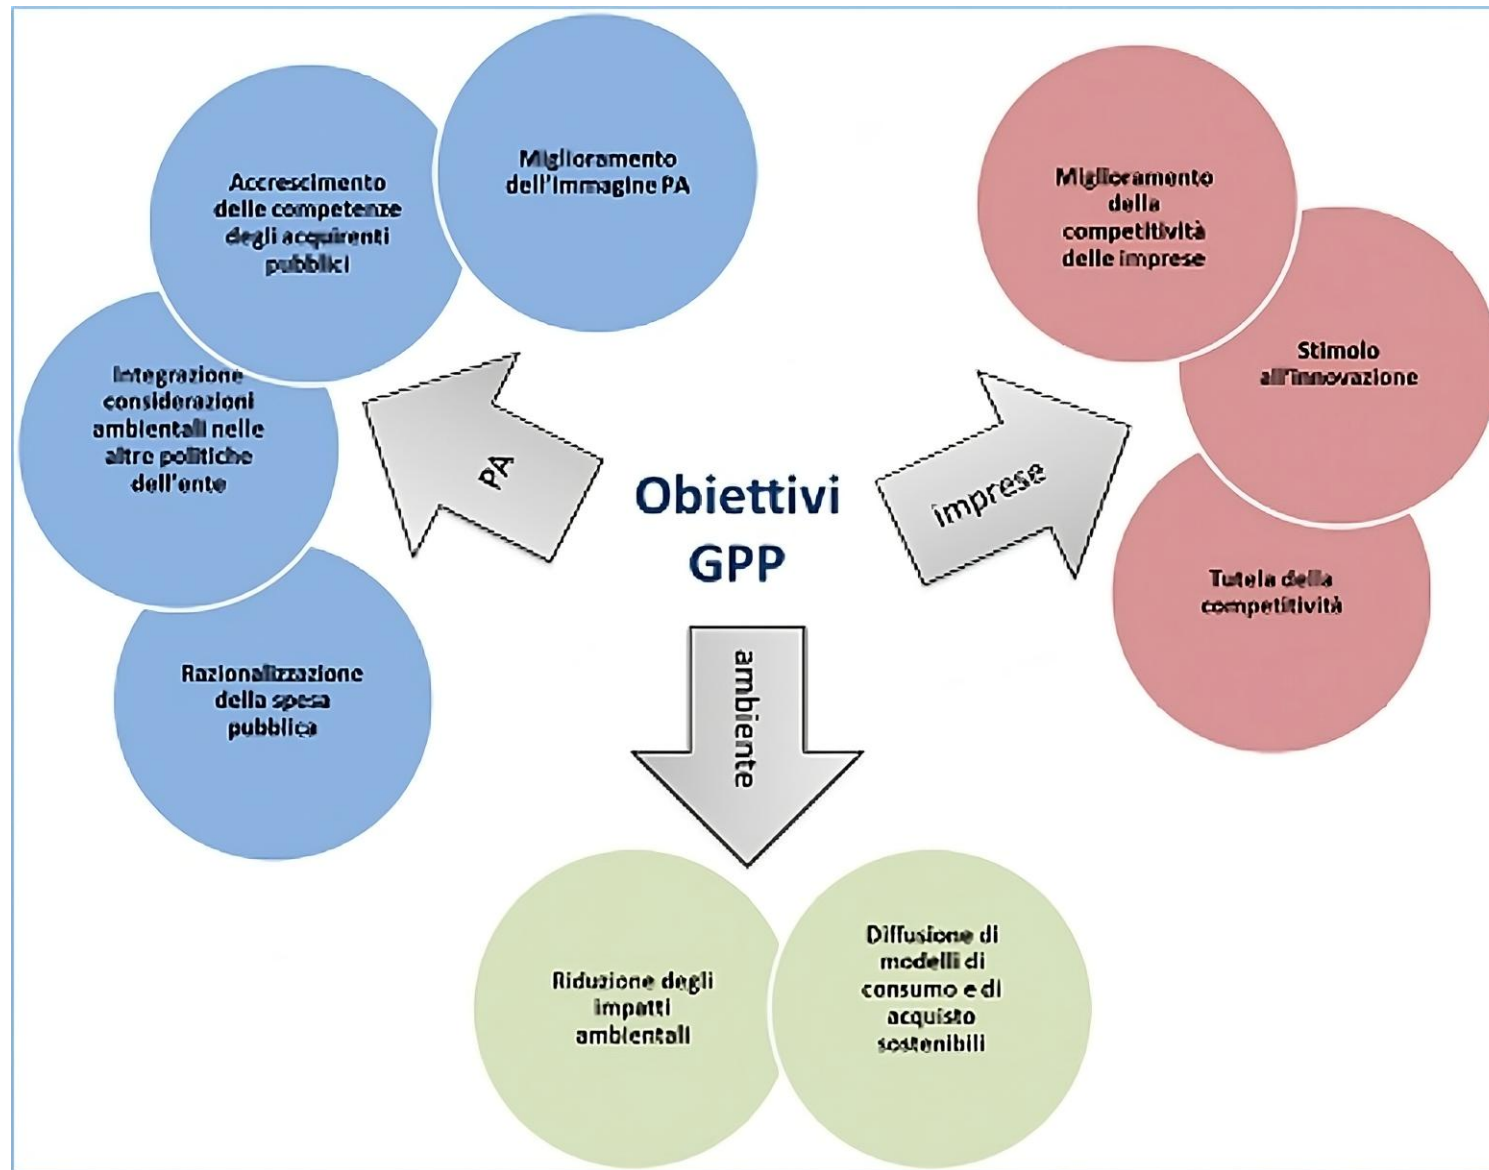 Miglioramento
dell'immagine PA
Accrescimento
delle competenze
degli acquirenti
pubblici
Integrazione
considerazioni
ambientali nelle
altre politiche
dell'ente
Razionalizzazione
della spesa
pubblica
PA
Obiettivi
GPP
imprese
Miglioramento
della
competitività
delle imprese
Stimolo
all'innovazione
Tutela della
competitività
ambiente
Riduzione degli
impatti
ambientali
Diffusione di
modelli di
consumo e di
acquisto
sostenibili